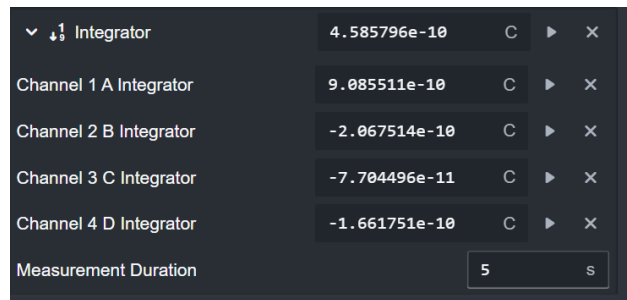 Integrator 4.585796e-10 C
Channel 1 A Integrator 9.085511e-10 C
Channel 2 B Integrator -2.067514e-10 C
Channel 3 C Integrator -7.704496e-11 C
Channel 4 D Integrator -1.661751e-10 C
Measurement Duration 5 s